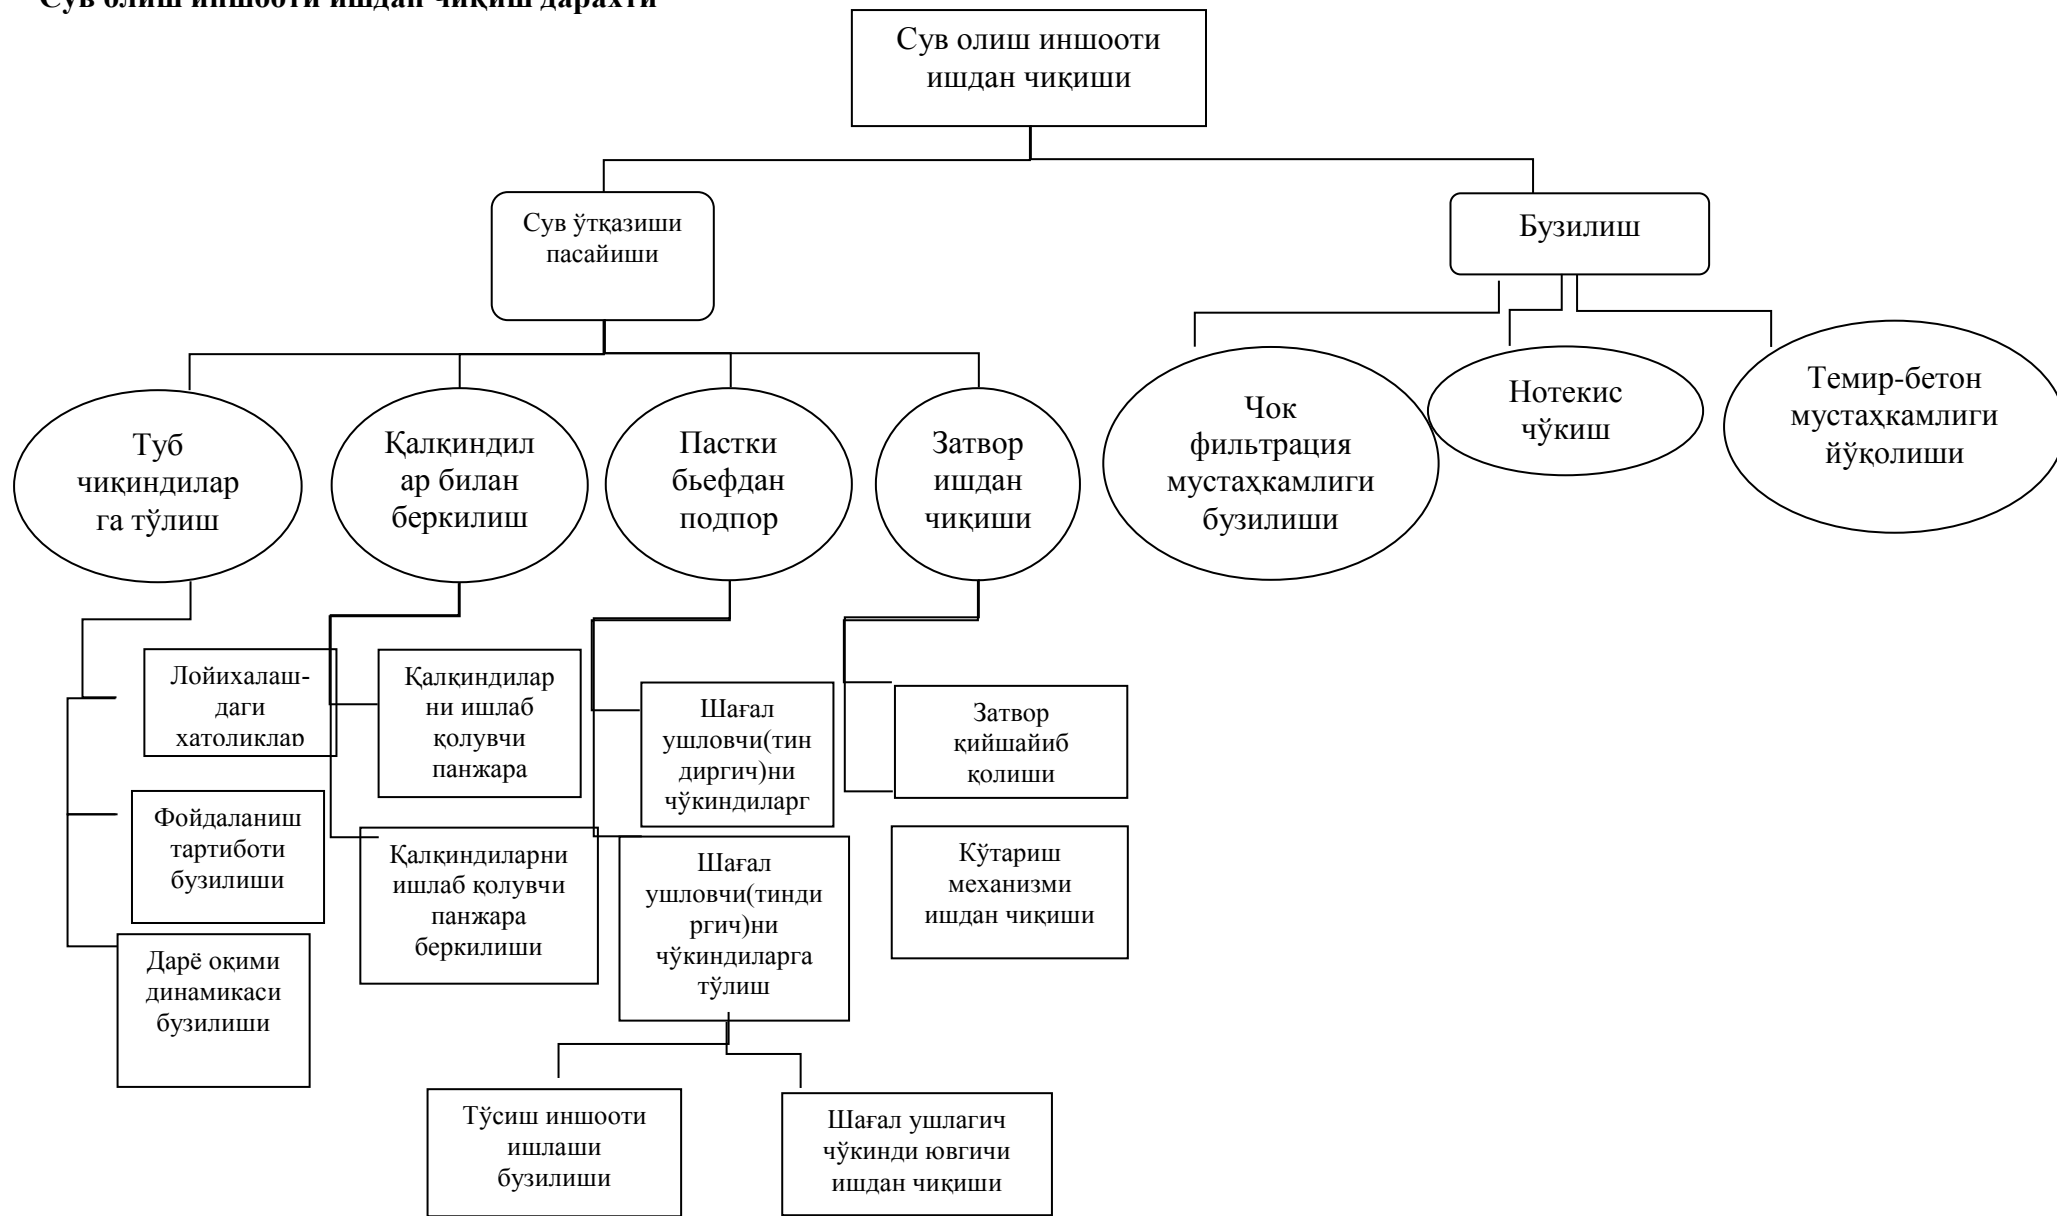 Сув олиш иншооти ишдан чиқиш дарахти
Сув олиш иншооти
ишдан чиқиши
Сув ўтқазиши
пасайиши
Бузилиш
Туб
чиқиндилар
га тўлиш
Қалқиндил
ар билан
беркилиш
Пастки
бьефдан
подпор
Затвор
ишдан
чиқиши
Чок
фильтрация
мустаҳкамлиги
бузилиши
Нотекис
чўкиш
Темир-бетон
мустаҳкамлиги
йўқолиши
Лойихалаш-
даги
хатоликлар
Қалқиндилар
ни ишлаб
қолувчи
панжара
Шағал
ушловчи(тин
диргич)ни
чўкиндиларг
Затвор
қийшайиб
қолиши
Фойдаланиш
тартиботи
бузилиши
Қалқиндиларни
ишлаб қолувчи
панжара
беркилиши
Шағал
ушловчи(тинди
ргич)ни
чўкиндиларга
тўлиш
Кўтариш
механизми
ишдан чиқиши
Дарё оқими
динамикаси
бузилиши
Тўсиш иншооти
ишлаши
бузилиши
Шағал ушлагич
чўкинди ювгичи
ишдан чиқиши